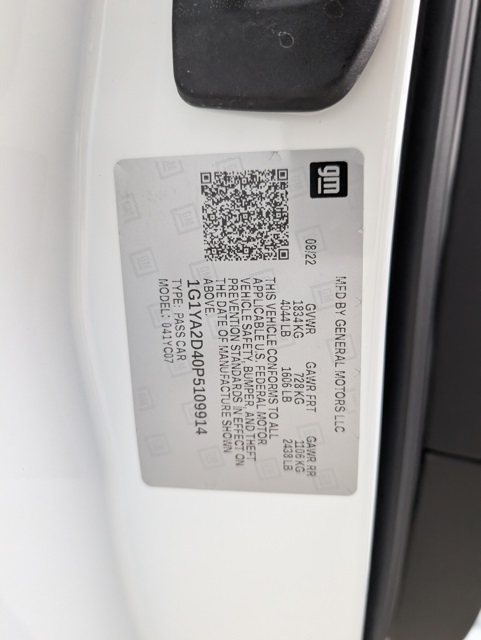 gm
MFD BY GENERAL MOTORS LLC
08/22
GVWR GAWR FRT GAWR RR
1834 KG 728 KG 1106 KG
4044 LB 1606 LB 2438 LB
THIS VEHICLE CONFORMS TO ALL
APPLICABLE U.S. FEDERAL MOTOR
VEHICLE SAFETY, BUMPER, AND THEFT
PREVENTION STANDARDS IN EFFECT ON
THE DATE OF MANUFACTURE SHOWN
ABOVE.
1G1YA2D40P5109914
TYPE: PASS CAR
MODEL: 041YC07